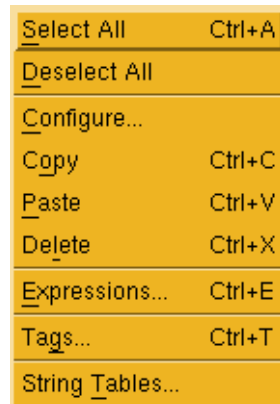 Select All Ctrl+A
Deselect All
Configure...
Copy Ctrl+C
Paste Ctrl+V
Delete Ctrl+X
Expressions... Ctrl+E
Tags... Ctrl+T
String Tables...